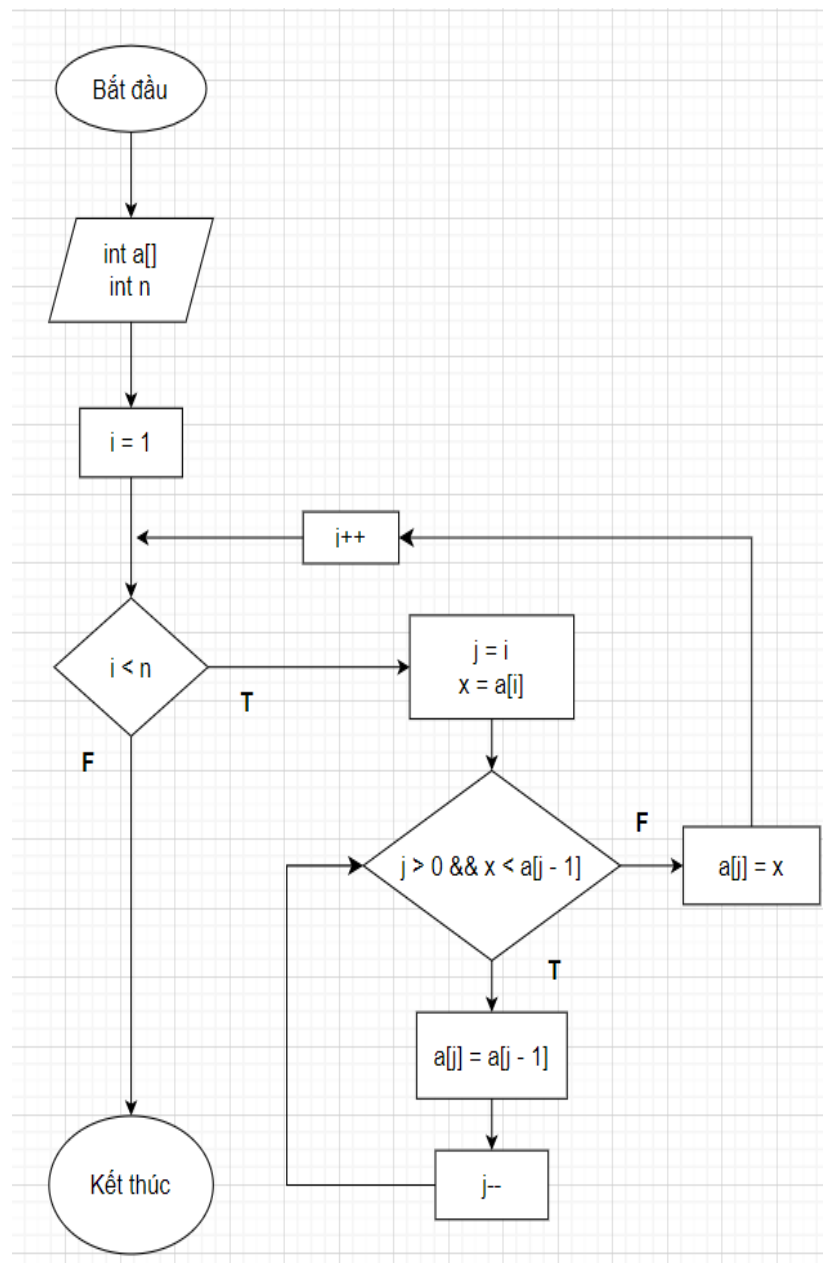 Bắt đầu
int a[]
int n
i = 1
i++
i < n
T
F
j = i
x = a[i]
j > 0 && x < a[j - 1]
F
a[j] = x
T
a[j] = a[j - 1]
j--
Kết thúc